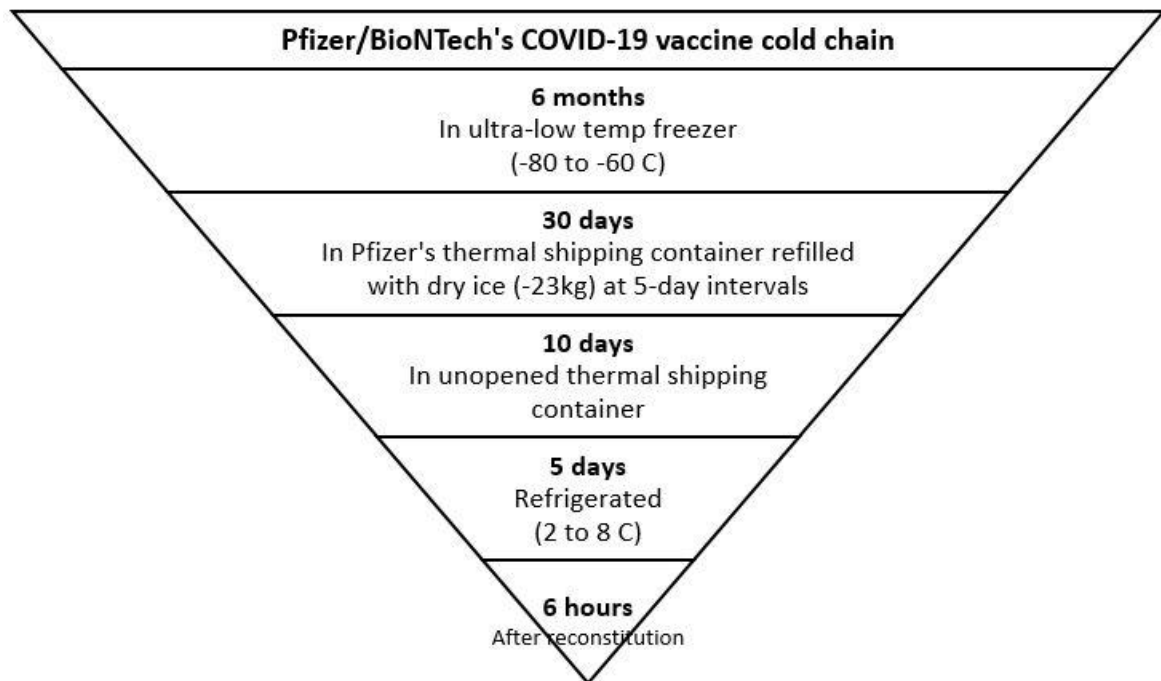 Pfizer/BioNTech's COVID-19 vaccine cold chain
6 months
In ultra-low temp freezer
(-80 to -60 C)
30 days
In Pfizer's thermal shipping container refilled
with dry ice (-23kg) at 5-day intervals
10 days
In unopened thermal shipping
container
5 days
Refrigerated
(2 to 8 C)
6 hours
After reconstitution